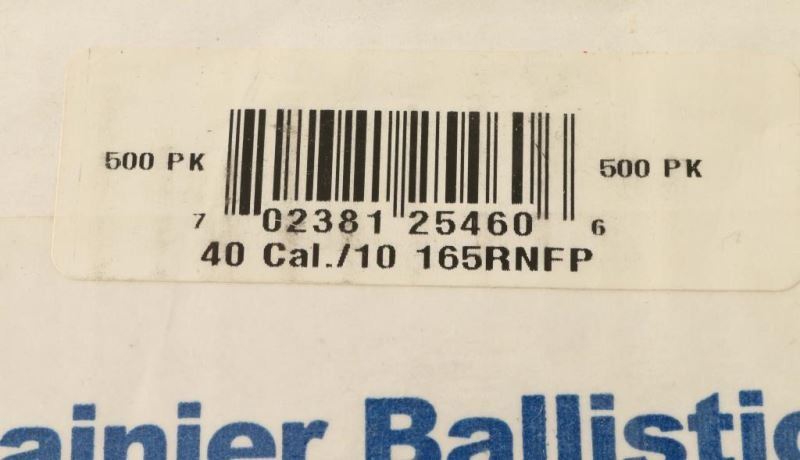 500 PK
500 PK
7 02381 25460 6
40 Cal./10 165RNFP
ainier Ballistic